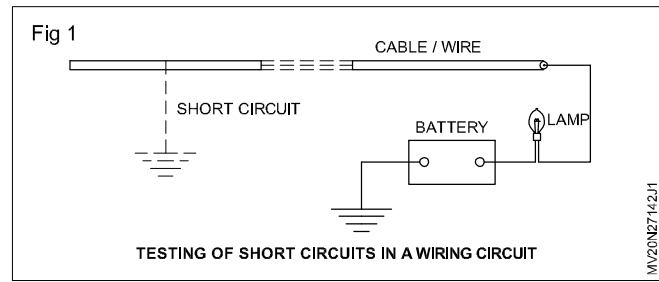 Fig 1
CABLE / WIRE
SHORT CIRCUIT
LAMP
BATTERY
TESTING OF SHORT CIRCUITS IN A WIRING CIRCUIT
MV20N27142J1